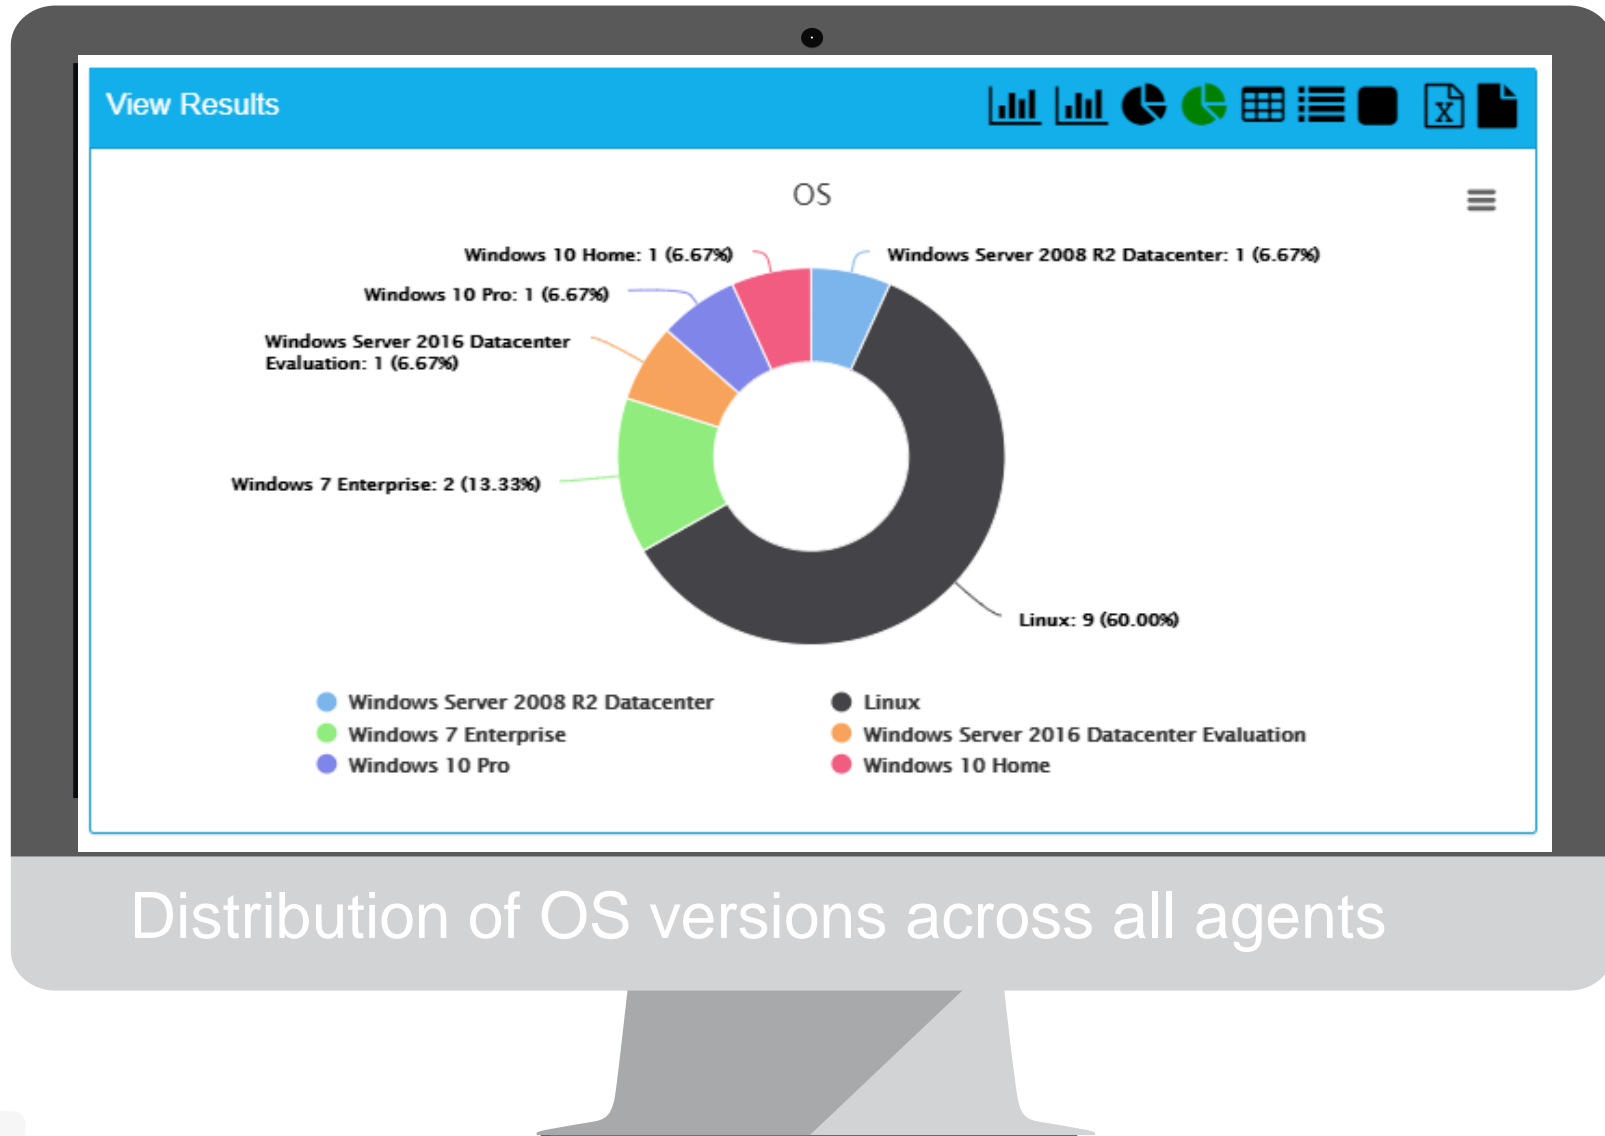 View Results
X
OS
Windows 10 Home: 1 (6.67%)
Windows Server 2008 R2 Datacenter: 1 (6.67%)
Windows 10 Pro: 1 (6.67%)
Windows Server 2016 Datacenter
Evaluation: 1 (6.67%)
Windows 7 Enterprise: 2 (13.33%)
Linux: 9 (60.00%)
Windows Server 2008 R2 Datacenter
Linux
Windows 7 Enterprise
Windows Server 2016 Datacenter Evaluation
Windows 10 Pro
Windows 10 Home
Distribution of OS versions across all agents